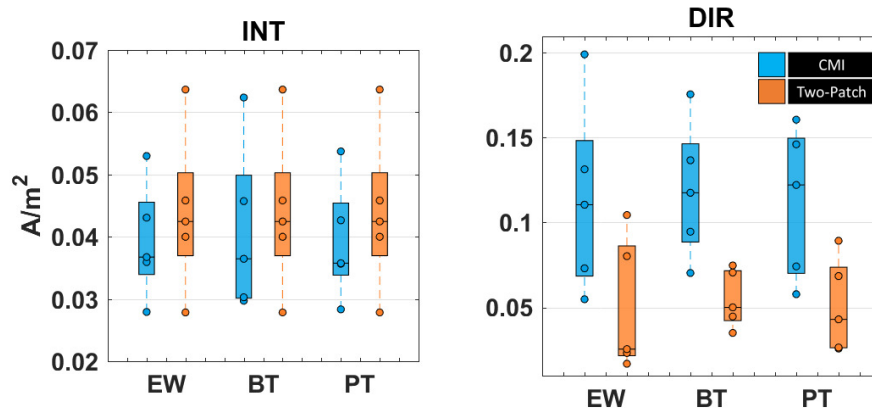 INT
0.07
0.06
0.05
0.04
0.03
0.02
A/m²
EW BT PT
DIR
0.2
0.15
0.1
0.05
CMI
Two-Patch
EW BT PT